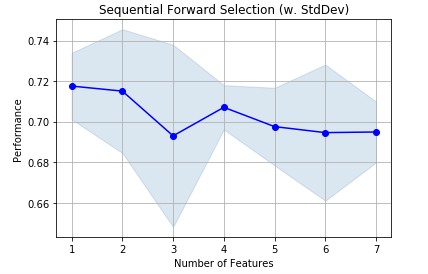 Sequential Forward Selection (w. StdDev)
0.74
0.72
0.70
0.68
0.66
Performance
1 2 3 4 5 6 7
Number of Features